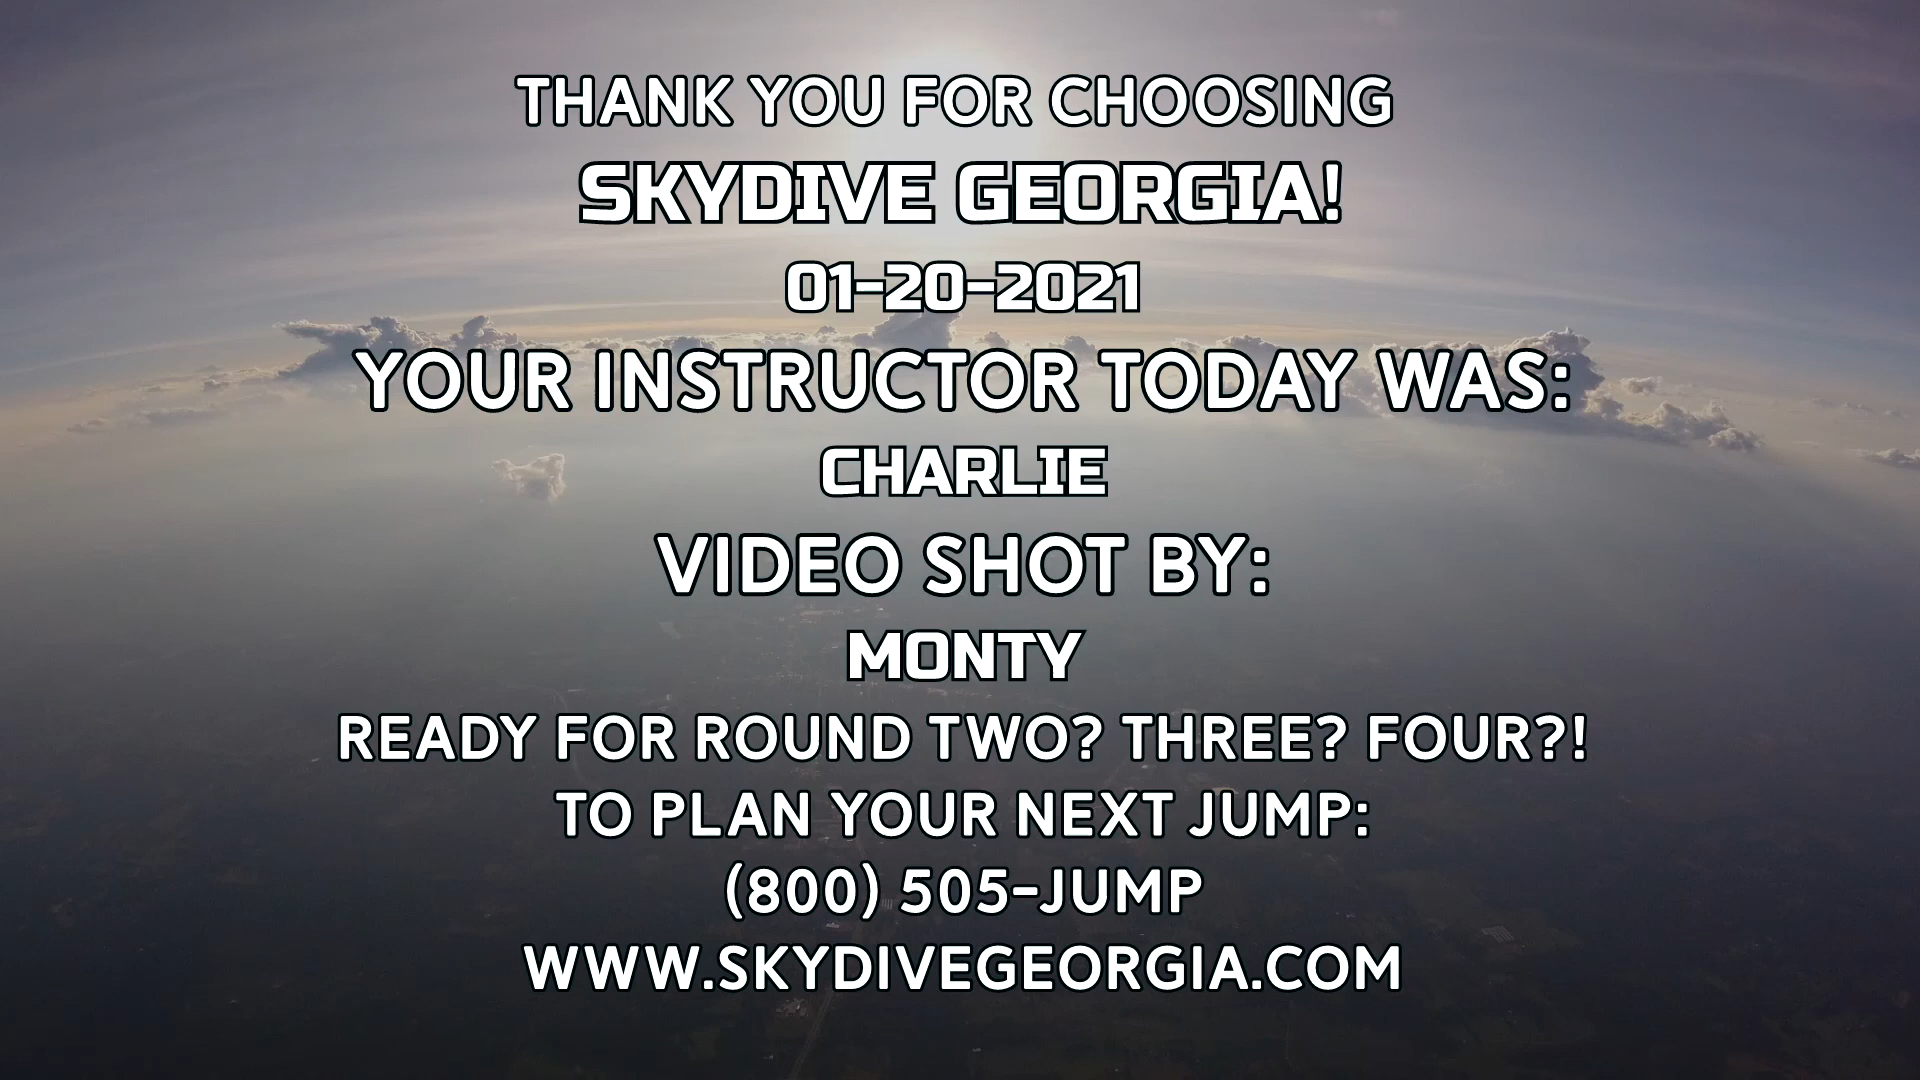 THANK YOU FOR CHOOSING
SKYDIVE GEORGIA!
01-20-2021
YOUR INSTRUCTOR TODAY WAS:
CHARLIE
VIDEO SHOT BY:
MONTY
READY FOR ROUND TWO? THREE? FOUR?!
TO PLAN YOUR NEXT JUMP:
(800) 505-JUMP
WWW.SKYDIVEGEORGIA.COM